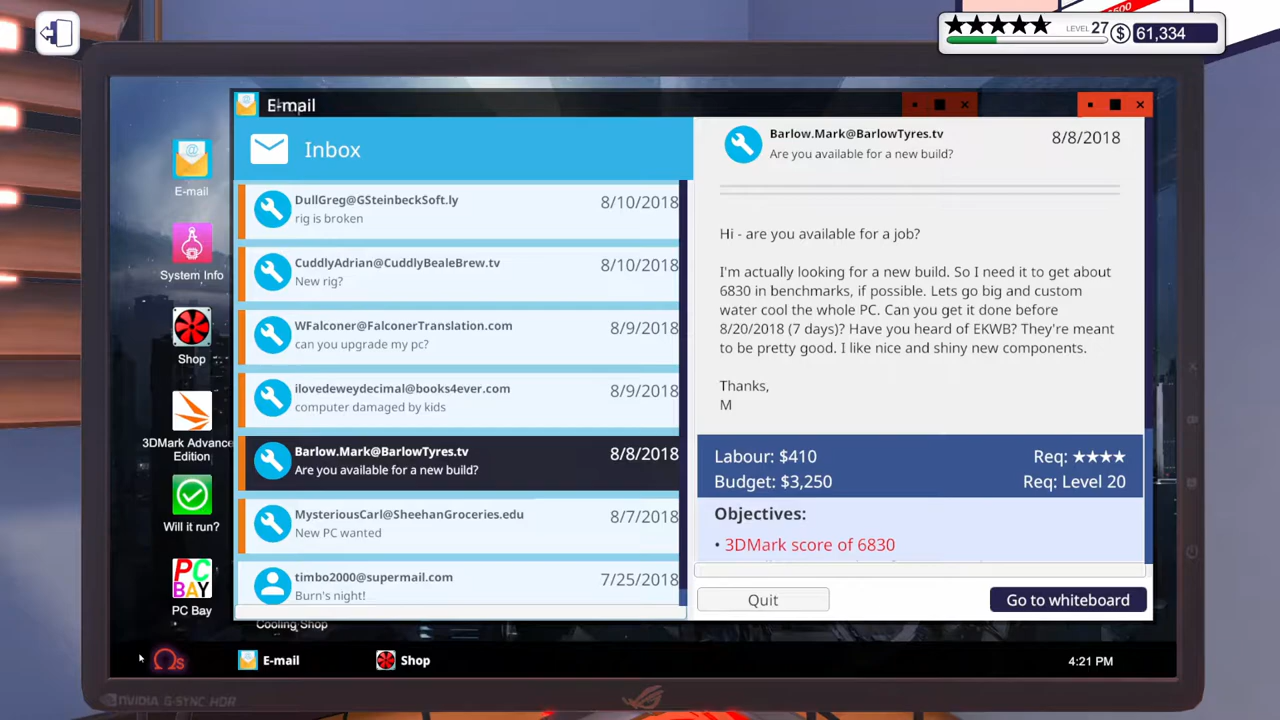 500
LEVEL 27
$ 61,334
E-mail
E-mail
System Info
Shop
3DMark Advance
Edition
Will it run?
PC
BAY
PC Bay
Cooling Shop
Inbox
DullGreg@GSteinbeckSoft.ly 8/10/2018
rig is broken
CuddlyAdrian@CuddlyBealeBrew.tv 8/10/2018
New rig?
WFalconer@FalconerTranslation.com 8/9/2018
can you upgrade my pc?
ilovedeweydecimal@books4ever.com 8/9/2018
computer damaged by kids
Barlow.Mark@BarlowTyres.tv 8/8/2018
Are you available for a new build?
MysteriousCarl@SheehanGroceries.edu 8/7/2018
New PC wanted
timbo2000@supermail.com 7/25/2018
Burn's night!
Barlow.Mark@BarlowTyres.tv 8/8/2018
Are you available for a new build?
Hi - are you available for a job?
I'm actually looking for a new build. So I need it to get about
6830 in benchmarks, if possible. Lets go big and custom
water cool the whole PC. Can you get it done before
8/20/2018 (7 days)? Have you heard of EKWB? They're meant
to be pretty good. I like nice and shiny new components.
Thanks,
M
Labour: $410 Req: ★★★★
Budget: $3,250 Req: Level 20
Objectives:
• 3DMark score of 6830
Quit Go to whiteboard
Ωs E-mail Shop 4:21 PM
NVIDIA G-SYNC HDR